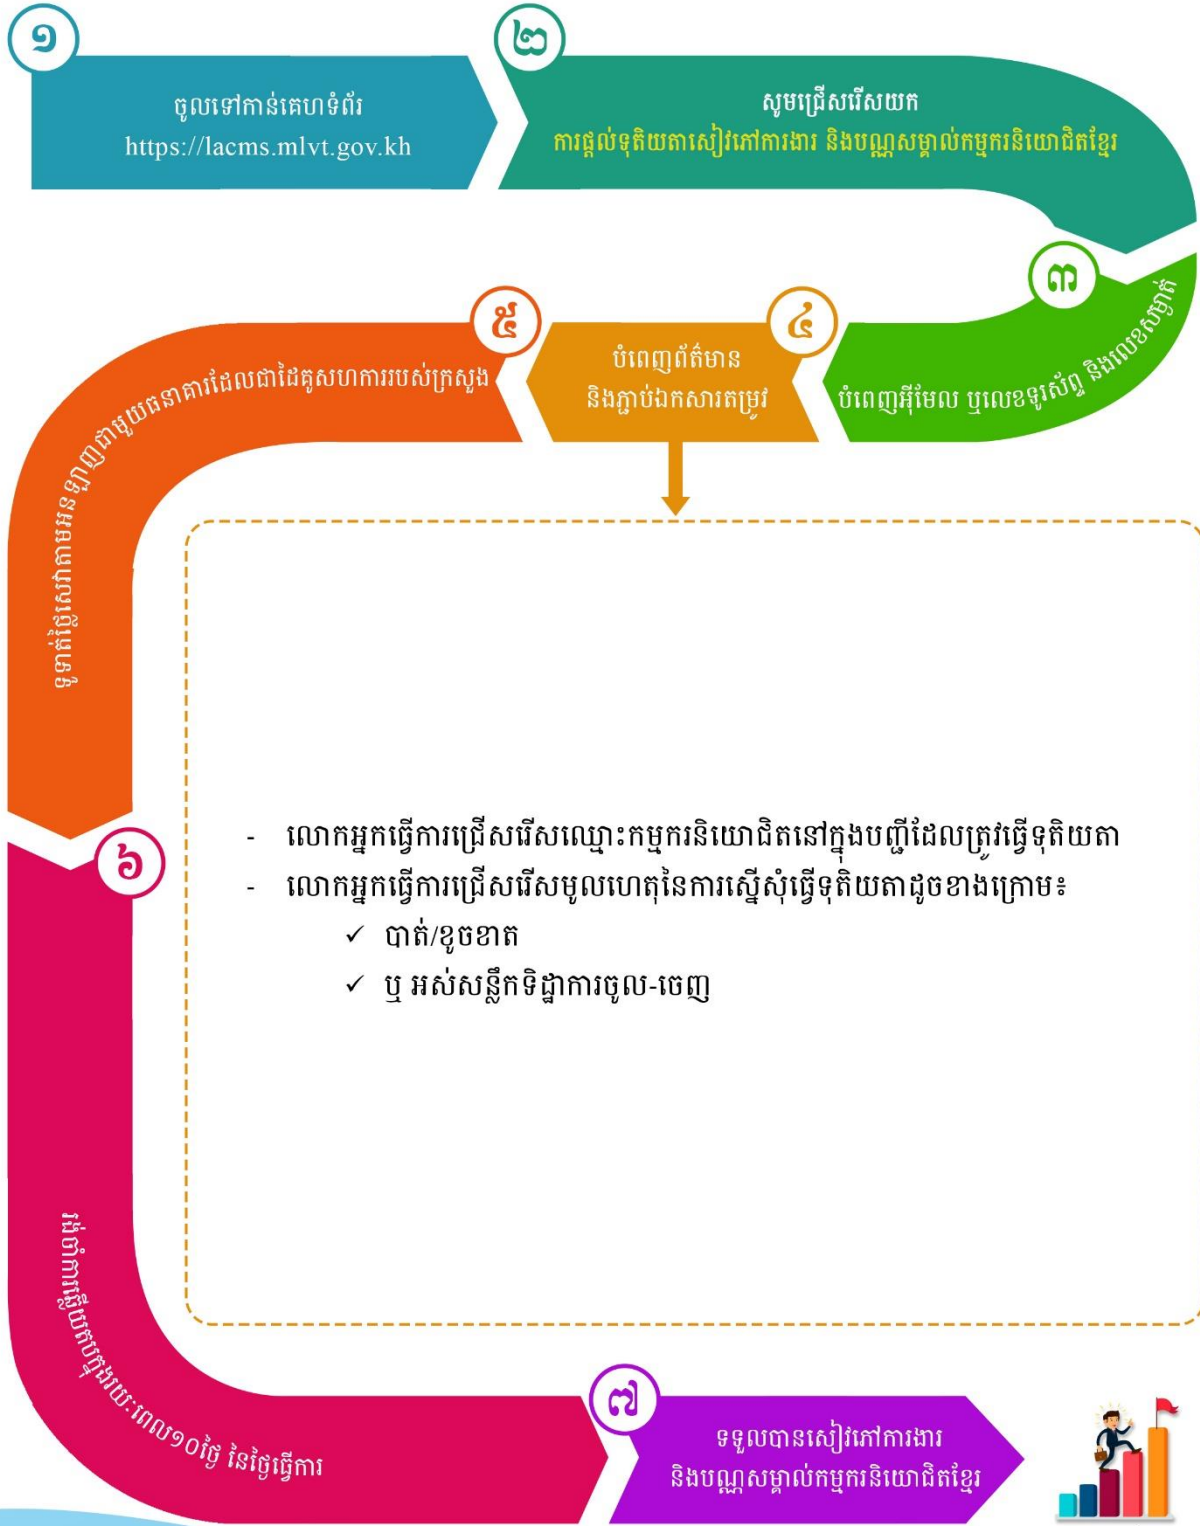 ១
ចូលទៅកាន់គេហទំព័រ
https://lacms.mlvt.gov.kh
២
សូមជ្រើសរើសយក
ការផ្តល់ទុតិយតាសៀវភៅការងារ និងបណ្ណសម្គាល់កម្មករនិយោជិតខ្មែរ
៣
បំពេញអ៊ីមែល ឬលេខទូរស័ព្ទ និងលេខសម្ងាត់
៤
បំពេញព័ត៌មាន
និងភ្ជាប់ឯកសារតម្រូវ
៥
ទូទាត់ថ្លៃសេវាតាមអនឡាញជាមួយធនាគារដែលជាដៃគូសហការរបស់ក្រសួង
- លោកអ្នកធ្វើការជ្រើសរើសឈ្មោះកម្មករនិយោជិតនៅក្នុងបញ្ជីដែលត្រូវធ្វើទុតិយតា
- លោកអ្នកធ្វើការជ្រើសរើសមូលហេតុនៃការស្នើសុំធ្វើទុតិយតាដូចខាងក្រោម៖
✓ បាត់/ខូចខាត
✓ ឬ អស់សន្លឹកទិដ្ឋាការចូល-ចេញ
៦
រង់ចាំការឆ្លើយតបក្នុងរយៈពេល១០ថ្ងៃ នៃថ្ងៃធ្វើការ
៧
ទទួលបានសៀវភៅការងារ
និងបណ្ណសម្គាល់កម្មករនិយោជិតខ្មែរ